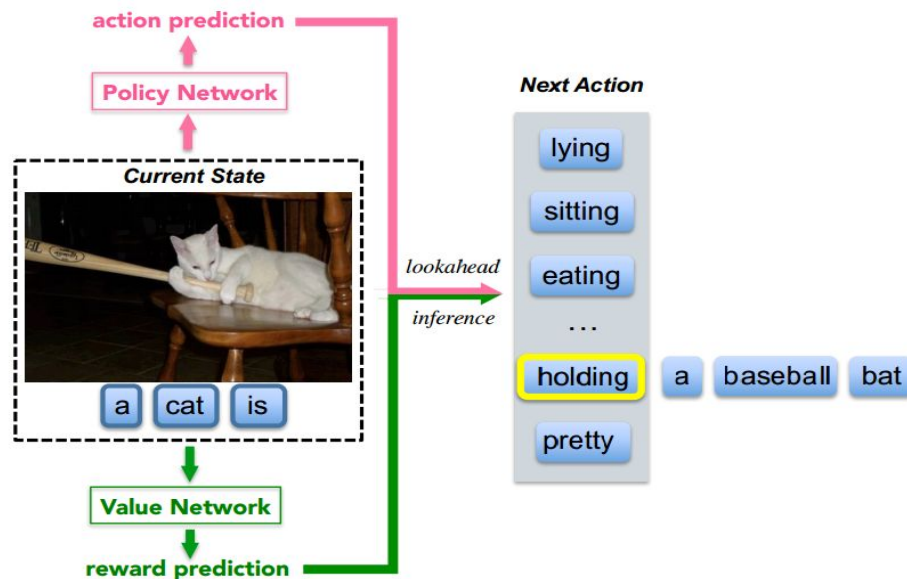 action prediction
Policy Network
Current State
a cat is
Value Network
reward prediction
lookahead
inference
Next Action
lying
sitting
eating
...
holding a baseball bat
pretty